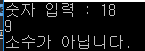 숫자 입력 : 18
9
소수가 아닙니다.